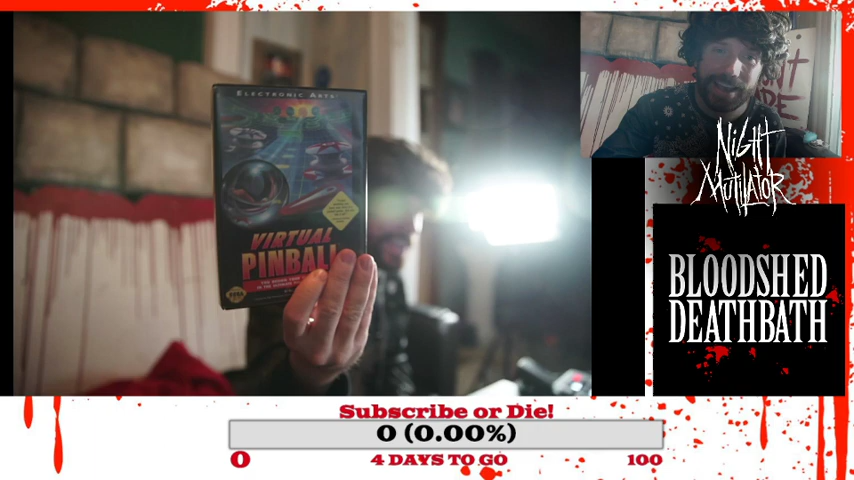 ELECTRONIC ARTS
VIRTUAL
PINBALL
SEGA
NiGHT
MUTiLATOR
BLOODSHED
DEATHBATH
Subscribe or Die!
0 (0.00%)
0
4 DAYS TO GO
100